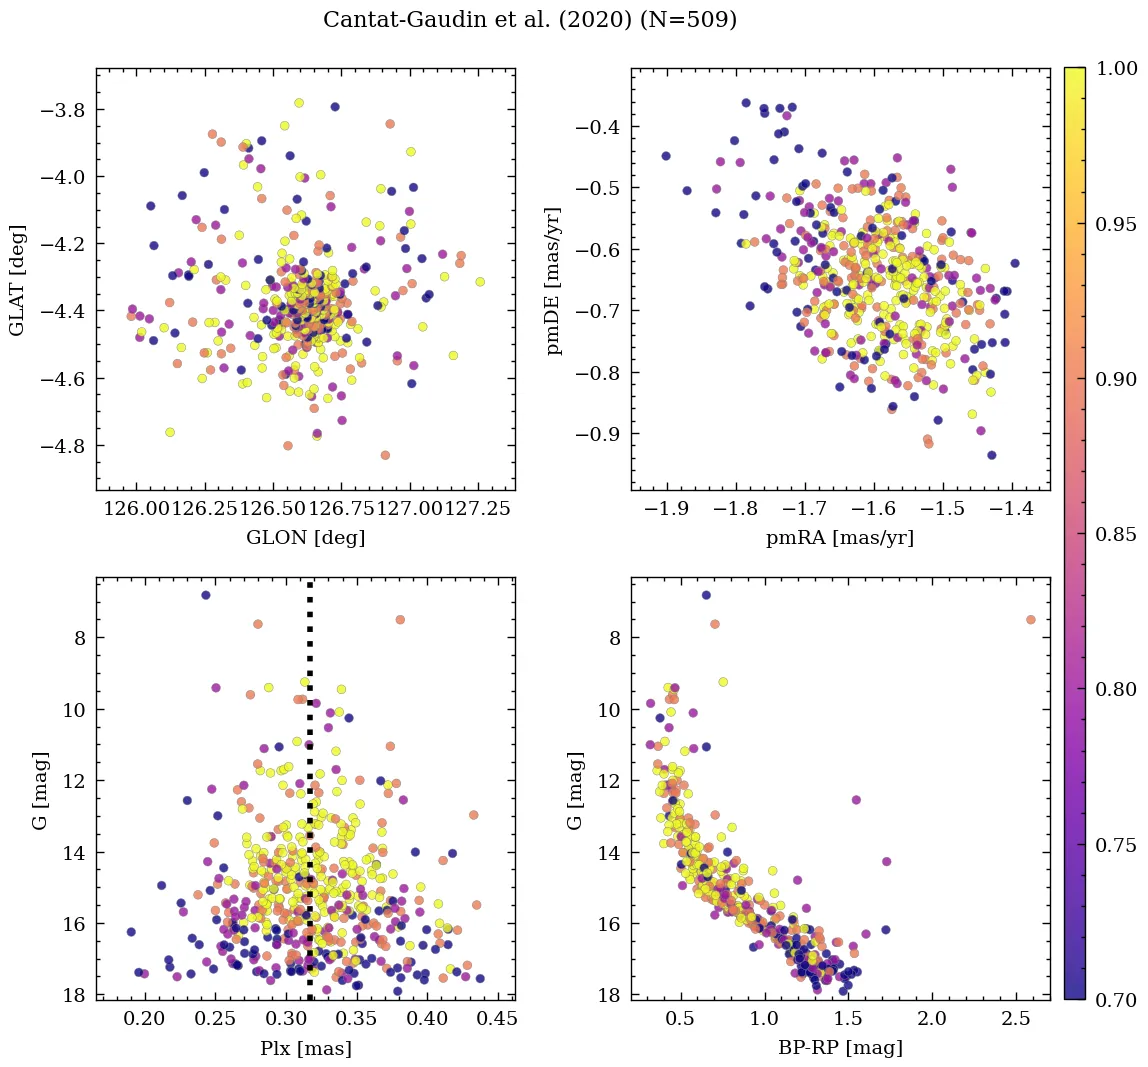 Cantat-Gaudin et al. (2020) (N=509)
−3.8
−4.0
−4.2
−4.4
−4.6
−4.8
GLAT [deg]
126.00 126.25 126.50 126.75 127.00 127.25
GLON [deg]
−0.4
−0.5
−0.6
−0.7
−0.8
−0.9
pmDE [mas/yr]
−1.9 −1.8 −1.7 −1.6 −1.5 −1.4
pmRA [mas/yr]
1.00
0.95
0.90
0.85
0.80
0.75
0.70
8
10
12
14
16
18
G [mag]
0.20 0.25 0.30 0.35 0.40 0.45
Plx [mas]
8
10
12
14
16
18
G [mag]
0.5 1.0 1.5 2.0 2.5
BP-RP [mag]